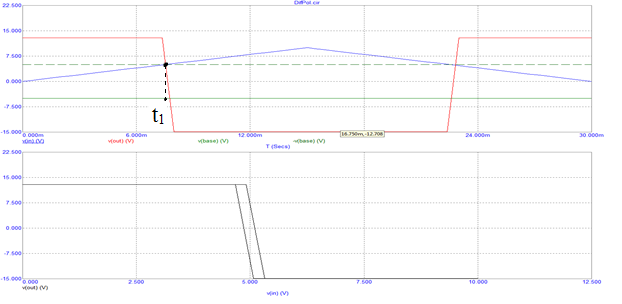 DifPot.cir
22.500
15.000
7.500
0.000
-7.500
-15.000
t1
16.750m, -12.708
0.000m 6.000m 12.000m 24.000m 30.000m
v(in) (V) v(out) (V) v(base) (V) -v(base) (V)
T (Secs)
22.500
15.000
7.500
0.000
-7.500
-15.000
0.000 2.500 5.000 7.500 10.000 12.500
v(out) (V)
v(in) (V)